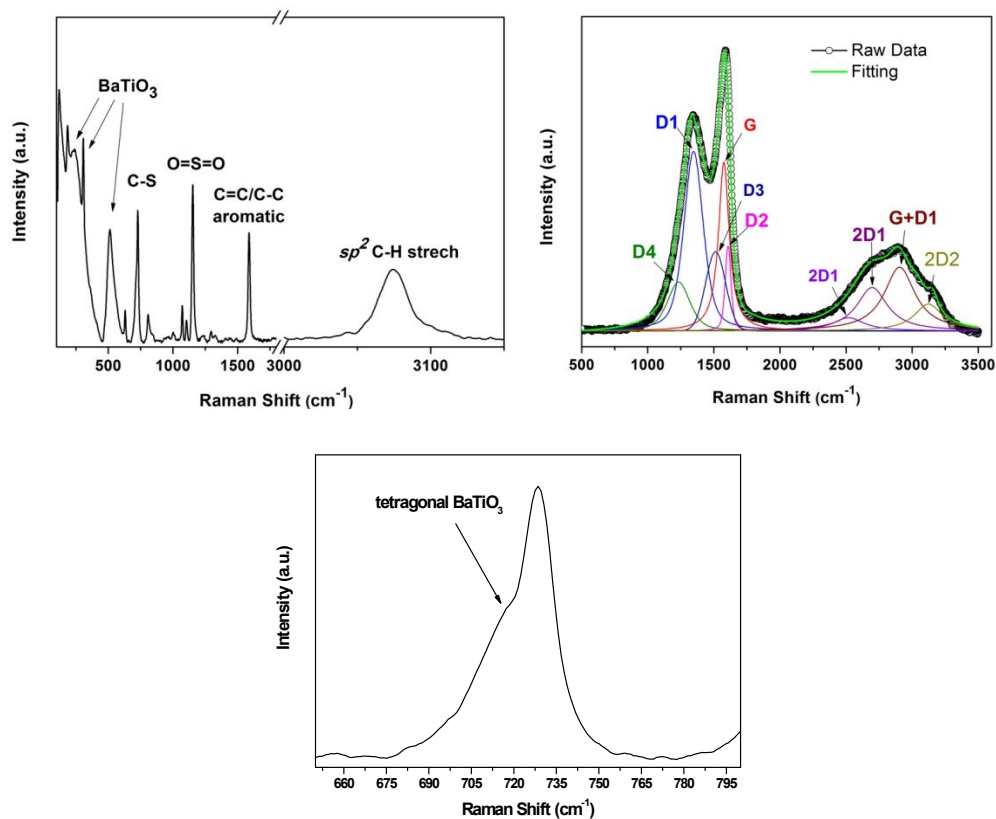 BaTiO3
C-S
O=S=O
C=C/C-C
aromatic
sp2 C-H strech
Intensity (a.u.)
500 1000 1500 3000 3100
Raman Shift (cm-1)
Raw Data
Fitting
D1
G
D3
D2
D4
2D1
2D1
G+D1
2D2
Intensity (a.u.)
500 1000 1500 2000 2500 3000 3500
Raman Shift (cm-1)
tetragonal BaTiO3
Intensity (a.u.)
660 675 690 705 720 735 750 765 780 795
Raman Shift (cm-1)